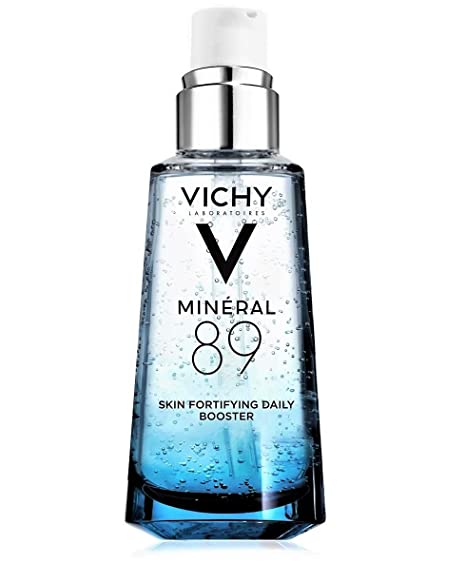 VICHY
LABORATOIRES
V
MINÉRAL
89
SKIN FORTIFYING DAILY
BOOSTER